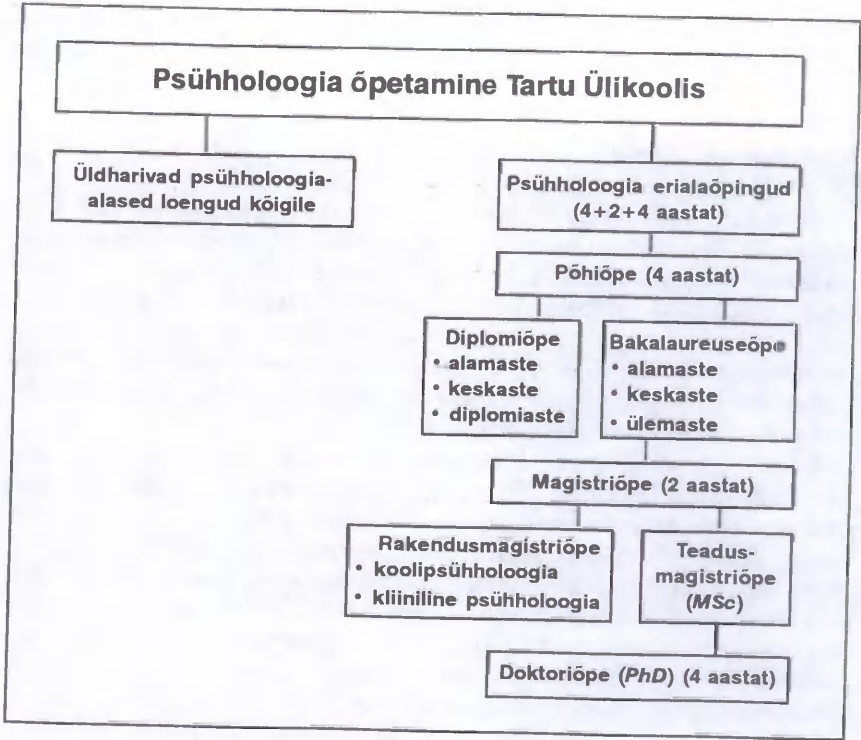 Psühholoogia õpetamine Tartu Ülikoolis
Üldharivad psühholoogia-
alased loengud kõigile
Psühholoogia erialaõpingud
(4+2+4 aastat)
Põhiõpe (4 aastat)
Diplomiõpe
• alamaste
• keskaste
• diplomiaste
Bakalaureuseõpe
• alamaste
• keskaste
• ülemaste
Magistriõpe (2 aastat)
Rakendusmagistriõpe
• koolipsühholoogia
• kliiniline psühholoogia
Teadus-
magistriõpe
(MSc)
Doktoriõpe (PhD) (4 aastat)